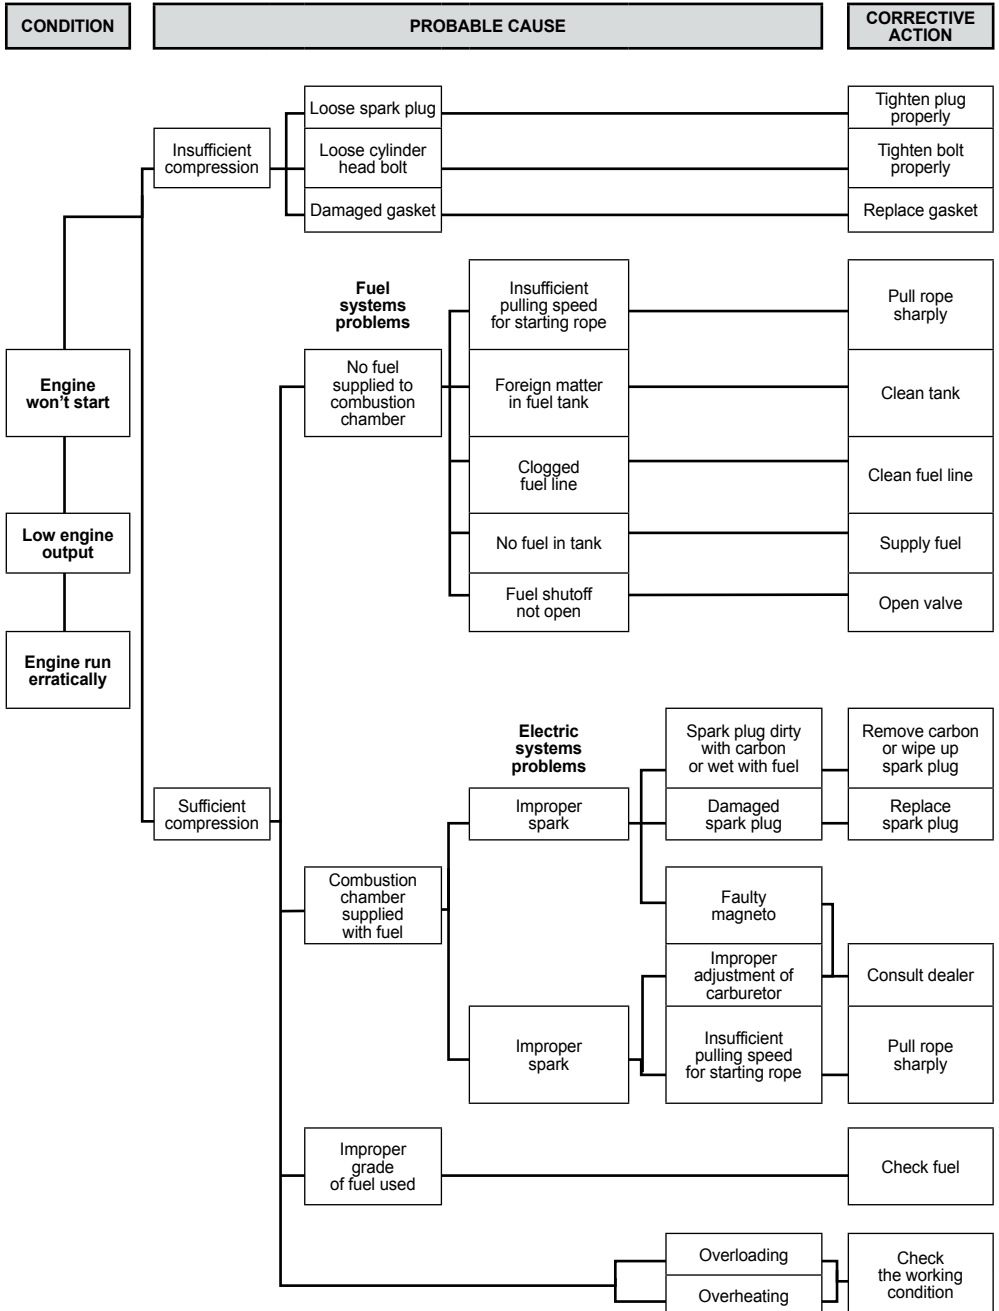 CONDITION
PROBABLE CAUSE
CORRECTIVE
ACTION
Loose spark plug
Tighten plug
properly
Insufficient
compression
Loose cylinder
head bolt
Tighten bolt
properly
Damaged gasket
Replace gasket
Fuel
systems
problems
Insufficient
pulling speed
for starting rope
Pull rope
sharply
Engine
won't start
No fuel
supplied to
combustion
chamber
Foreign matter
in fuel tank
Clean tank
Clogged
fuel line
Clean fuel line
Low engine
output
No fuel in tank
Supply fuel
Fuel shutoff
not open
Open valve
Engine run
erratically
Electric
systems
problems
Spark plug dirty
with carbon
or wet with fuel
Remove carbon
or wipe up
spark plug
Sufficient
compression
Improper
spark
Damaged
spark plug
Replace
spark plug
Combustion
chamber
supplied
with fuel
Faulty
magneto
Improper
adjustment of
carburetor
Consult dealer
Improper
spark
Insufficient
pulling speed
for starting rope
Pull rope
sharply
Improper
grade
of fuel used
Check fuel
Overloading
Overheating
Check
the working
condition